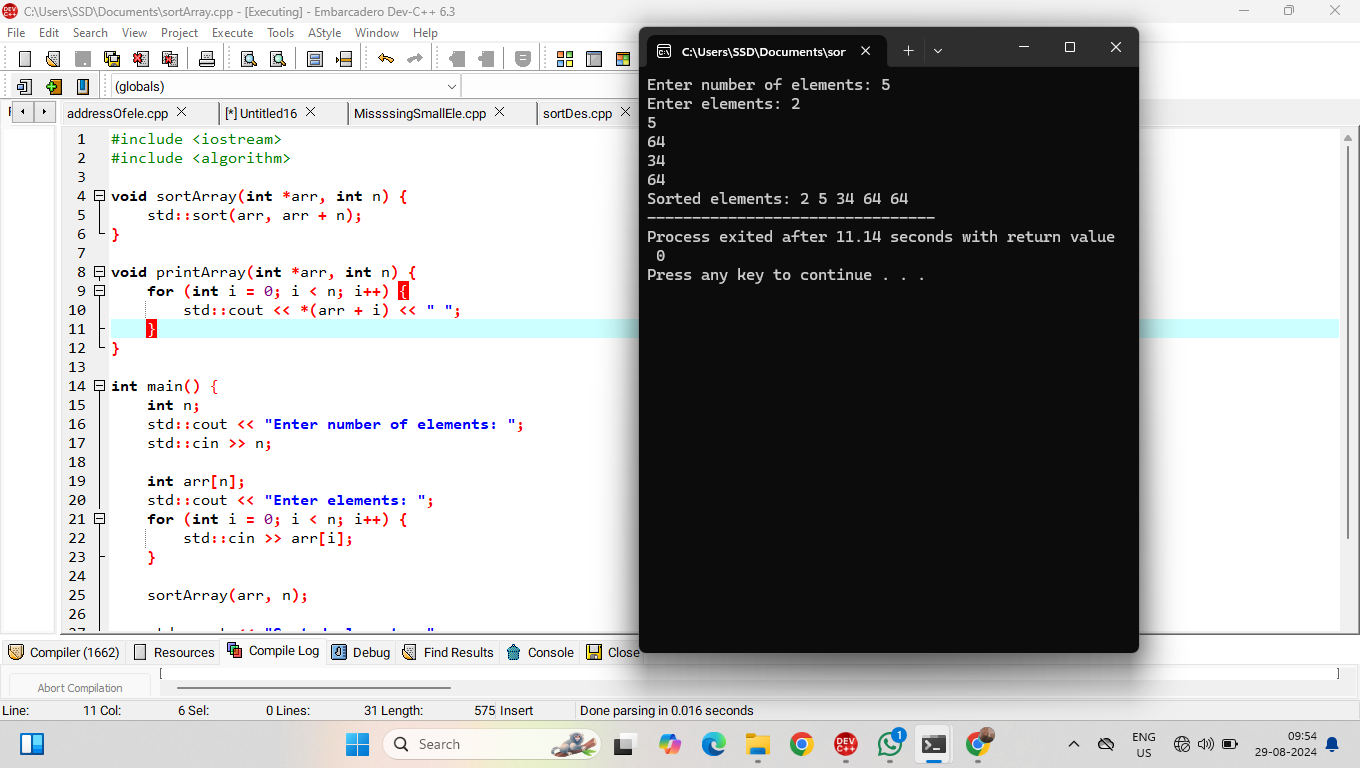 C:\Users\SSD\Documents\sortArray.cpp - [Executing] - Embarcadero Dev-C++ 6.3
File Edit Search View Project Execute Tools AStyle Window Help
(globals)
addressOfele.cpp [*] Untitled16 MisssssingSmallEle.cpp sortDes.cpp
1 #include <iostream>
2 #include <algorithm>
3
4 void sortArray(int *arr, int n) {
5 std::sort(arr, arr + n);
6 }
7
8 void printArray(int *arr, int n) {
9 for (int i = 0; i < n; i++) {
10 std::cout << *(arr + i) << " ";
11 }
12 }
13
14 int main() {
15 int n;
16 std::cout << "Enter number of elements: ";
17 std::cin >> n;
18
19 int arr[n];
20 std::cout << "Enter elements: ";
21 for (int i = 0; i < n; i++) {
22 std::cin >> arr[i];
23 }
24
25 sortArray(arr, n);
26
C:\Users\SSD\Documents\sor
Enter number of elements: 5
Enter elements: 2
5
64
34
64
Sorted elements: 2 5 34 64 64
--------------------------------
Process exited after 11.14 seconds with return value
0
Press any key to continue . . .
Compiler (1662) Resources Compile Log Debug Find Results Console Close
Abort Compilation
Line: 11 Col: 6 Sel: 0 Lines: 31 Length: 575 Insert Done parsing in 0.016 seconds
Search
DEV C++
1
ENG
US
09:54
29-08-2024